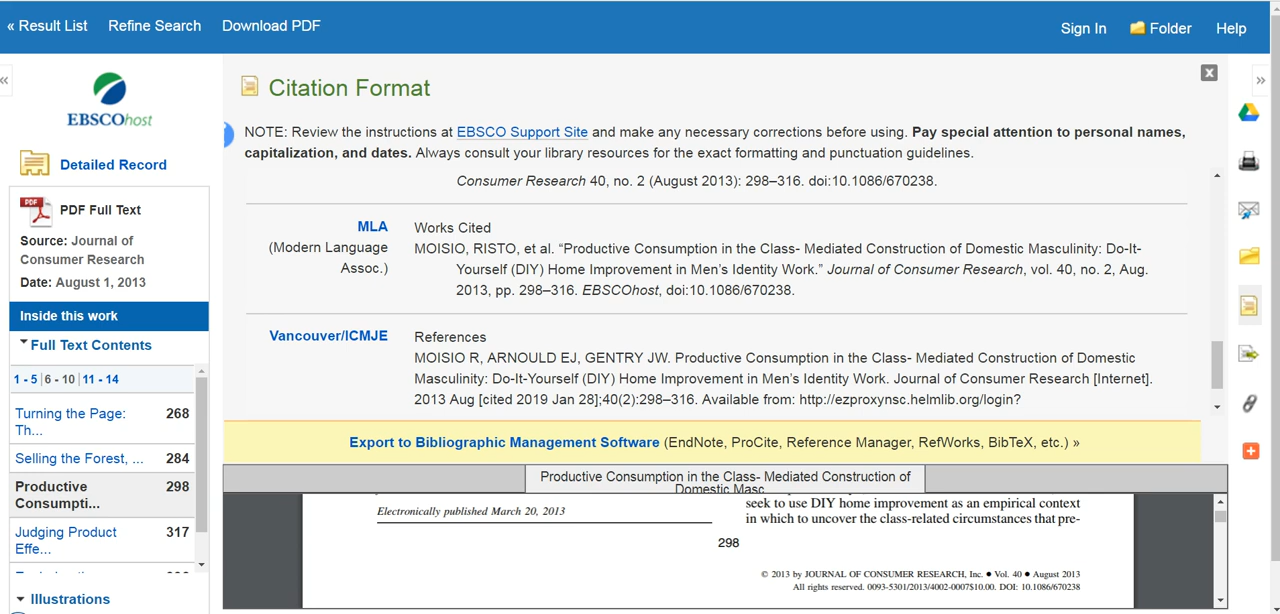 « Result List Refine Search Download PDF
Sign In Folder Help
«
EBSCOhost
Detailed Record
PDF
PDF Full Text
Source: Journal of
Consumer Research
Date: August 1, 2013
Inside this work
Full Text Contents
1 - 5 | 6 - 10 | 11 - 14
Turning the Page: 268
Th...
Selling the Forest, ... 284
Productive 298
Consumpti...
Judging Product 317
Effe...
Illustrations
Citation Format
NOTE: Review the instructions at EBSCO Support Site and make any necessary corrections before using. Pay special attention to personal names,
capitalization, and dates. Always consult your library resources for the exact formatting and punctuation guidelines.
Consumer Research 40, no. 2 (August 2013): 298–316. doi:10.1086/670238.
MLA
(Modern Language
Assoc.)
Works Cited
MOISIO, RISTO, et al. “Productive Consumption in the Class- Mediated Construction of Domestic Masculinity: Do-It-
Yourself (DIY) Home Improvement in Men’s Identity Work.” Journal of Consumer Research, vol. 40, no. 2, Aug.
2013, pp. 298–316. EBSCOhost, doi:10.1086/670238.
Vancouver/ICMJE
References
MOISIO R, ARNOULD EJ, GENTRY JW. Productive Consumption in the Class- Mediated Construction of Domestic
Masculinity: Do-It-Yourself (DIY) Home Improvement in Men’s Identity Work. Journal of Consumer Research [Internet].
2013 Aug [cited 2019 Jan 28];40(2):298–316. Available from: http://ezproxynsc.helmlib.org/login?
Export to Bibliographic Management Software (EndNote, ProCite, Reference Manager, RefWorks, BibTeX, etc.) »
Productive Consumption in the Class- Mediated Construction of
Domestic Masc
Electronically published March 20, 2013
seek to use DIY home improvement as an empirical context
in which to uncover the class-related circumstances that pre-
298
© 2013 by JOURNAL OF CONSUMER RESEARCH, Inc. ● Vol. 40 ● August 2013
All rights reserved. 0093-5301/2013/4002-0007$10.00. DOI: 10.1086/670238
»